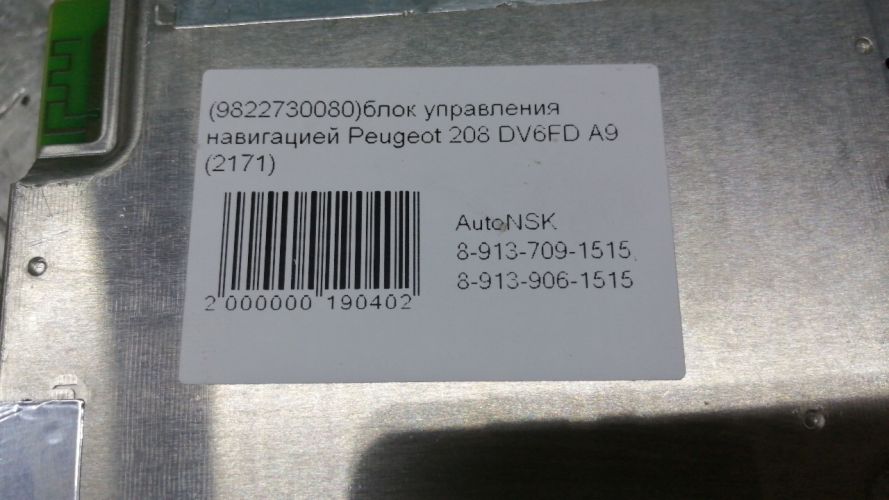 (9822730080)блок управления
навигацией Peugeot 208 DV6FD A9
(2171)
AutoNSK
8-913-709-1515
8-913-906-1515
2 000000 190402